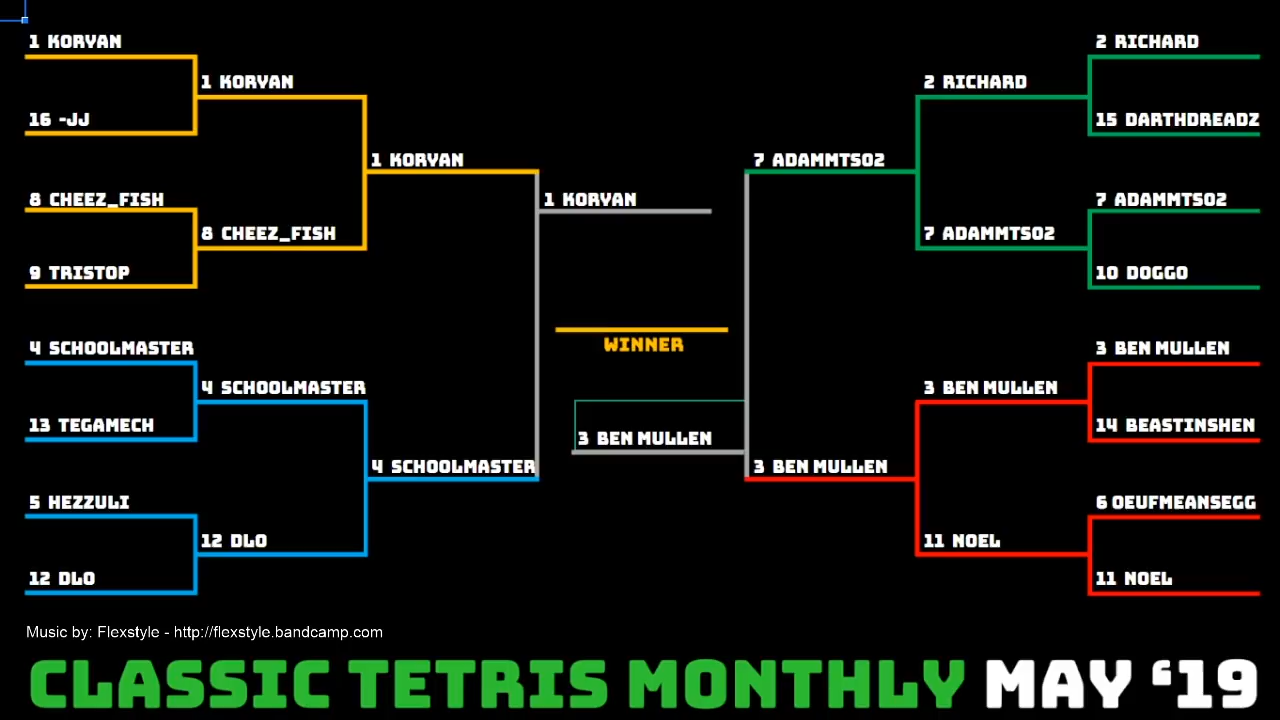 1 KORYAN
16 -JJ
8 CHEEZ_FISH
9 TRISTOP
4 SCHOOLMASTER
13 TEGAMECH
5 HEZZULI
12 DLO
1 KORYAN
8 CHEEZ_FISH
4 SCHOOLMASTER
12 DLO
1 KORYAN
4 SCHOOLMASTER
1 KORYAN
WINNER
3 BEN MULLEN
7 ADAMMTS02
3 BEN MULLEN
2 RICHARD
7 ADAMMTS02
3 BEN MULLEN
11 NOEL
2 RICHARD
15 DARTHDREADZ
7 ADAMMTS02
10 DOGGO
3 BEN MULLEN
14 BEASTINSHEN
6 OEUFMEANSEGG
11 NOEL
Music by: Flexstyle - http://flexstyle.bandcamp.com
CLASSIC TETRIS MONTHLY MAY ‘19